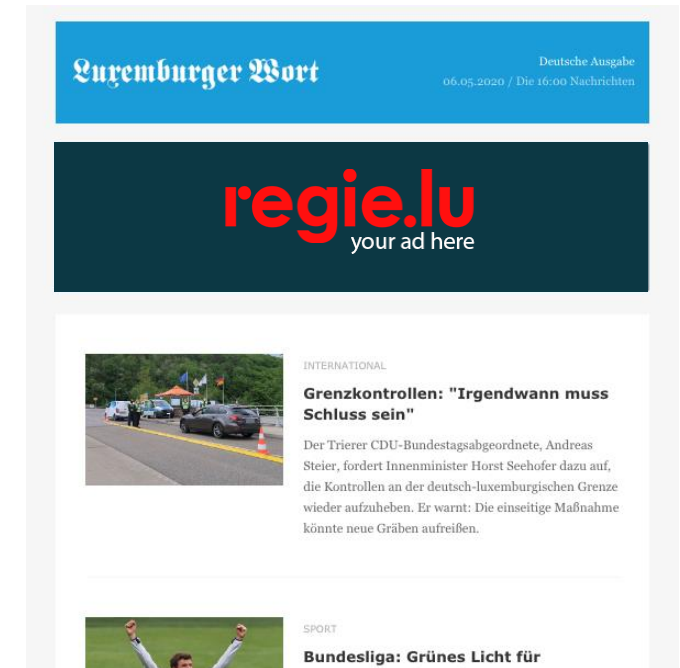 Luxemburger Wort
Deutsche Ausgabe
06.05.2020 / Die 16:00 Nachrichten
regie.lu
your ad here
INTERNATIONAL
Grenzkontrollen: "Irgendwann muss
Schluss sein"
Der Trierer CDU-Bundestagsabgeordnete, Andreas
Steier, fordert Innenminister Horst Seehofer dazu auf,
die Kontrollen an der deutsch-luxemburgischen Grenze
wieder aufzuheben. Er warnt: Die einseitige Maßnahme
könnte neue Gräben aufreißen.
SPORT
Bundesliga: Grünes Licht für